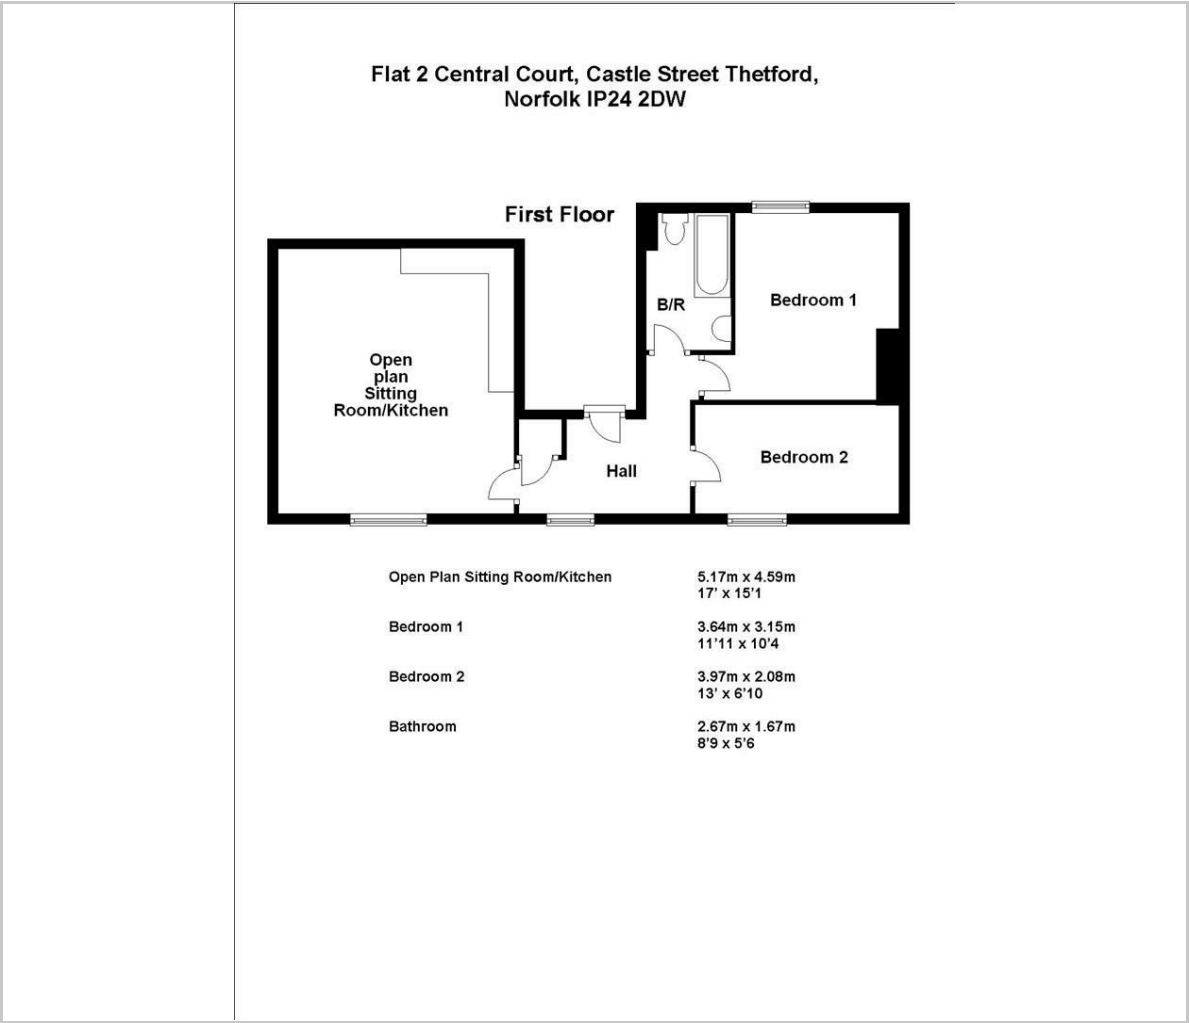 Flat 2 Central Court, Castle Street Thetford,
Norfolk IP24 2DW
First Floor
B/R
Bedroom 1
Open
plan
Sitting
Room/Kitchen
Hall
Bedroom 2
Open Plan Sitting Room/Kitchen 5.17m x 4.59m
17' x 15'1
Bedroom 1 3.64m x 3.15m
11'11 x 10'4
Bedroom 2 3.97m x 2.08m
13' x 6'10
Bathroom 2.67m x 1.67m
8'9 x 5'6